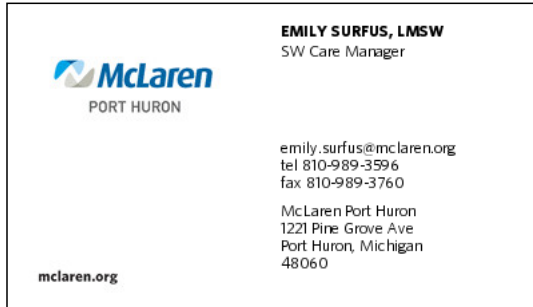 McLaren
PORT HURON
mclaren.org
EMILY SURFUS, LMSW
SW Care Manager
emily.surfus@mclaren.org
tel 810-989-3596
fax 810-989-3760
McLaren Port Huron
1221 Pine Grove Ave
Port Huron, Michigan
48060